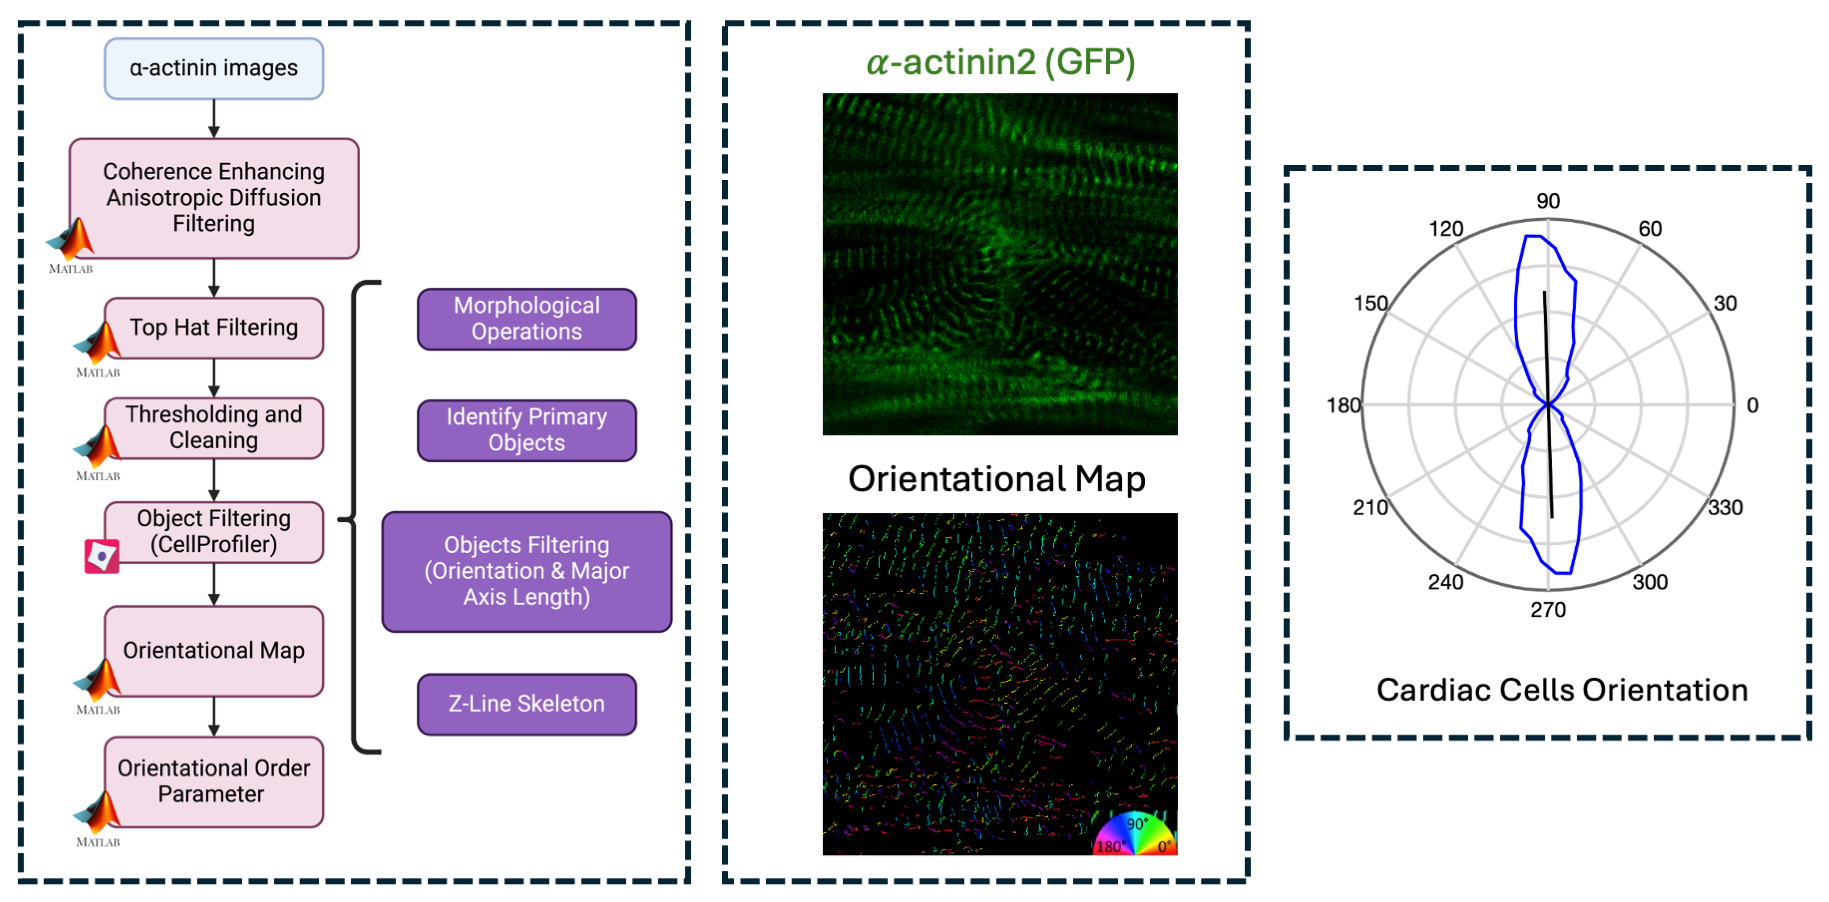 α-actinin images
Coherence Enhancing
Anisotropic Diffusion
Filtering
MATLAB
Top Hat Filtering
MATLAB
Thresholding and
Cleaning
MATLAB
Object Filtering
(CellProfiler)
Orientational Map
MATLAB
Orientational Order
Parameter
MATLAB
Morphological
Operations
Identify Primary
Objects
Objects Filtering
(Orientation & Major
Axis Length)
Z-Line Skeleton
α-actinin2 (GFP)
Orientational Map
90°
180°
0°
90
120
60
150
30
180
0
210
330
240
300
270
Cardiac Cells Orientation